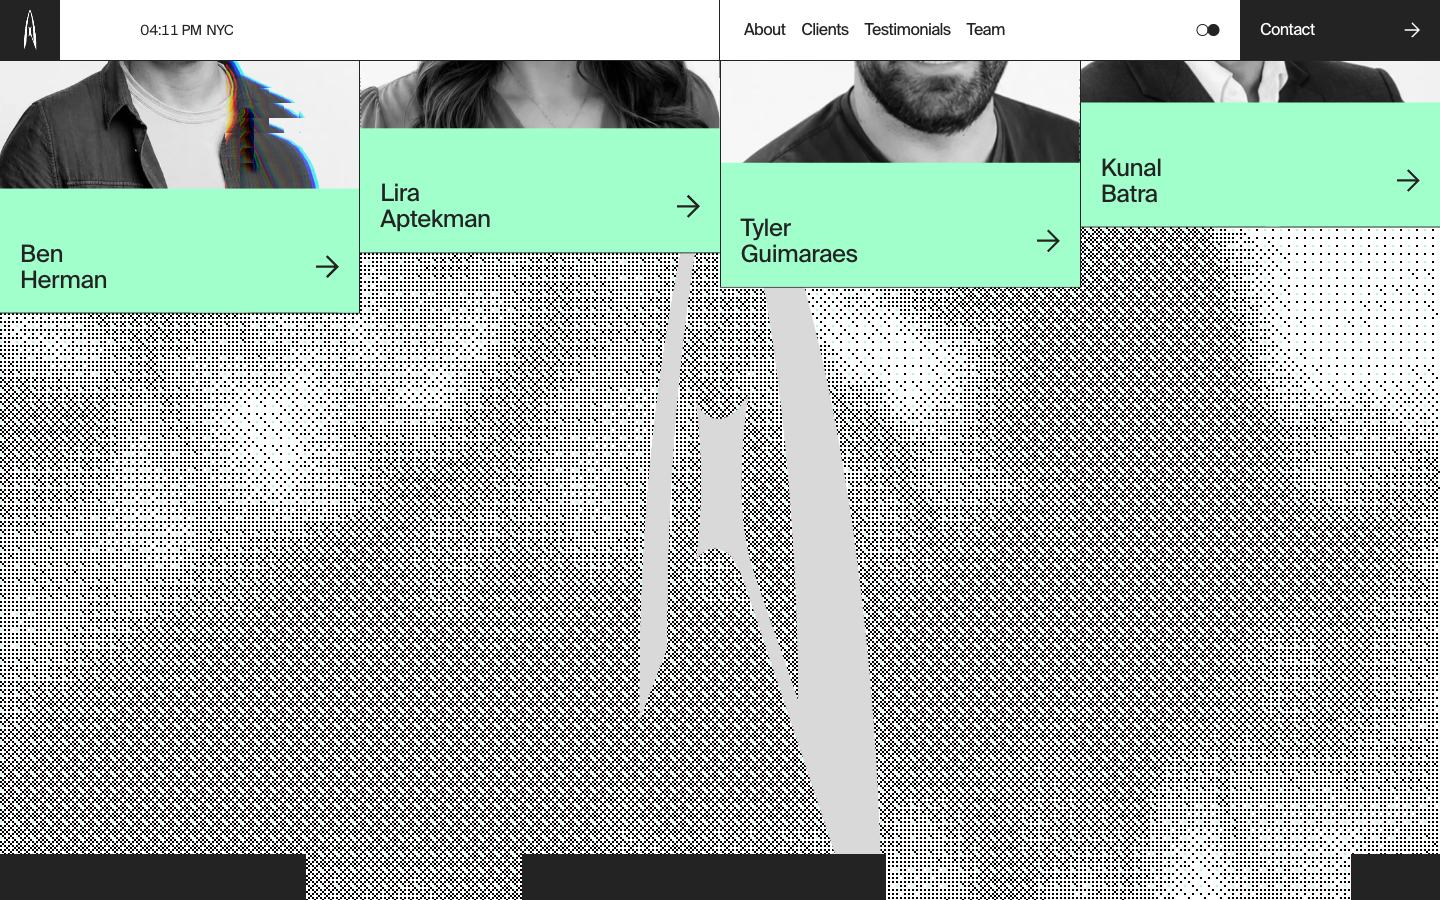 04:11 PM NYC
About Clients Testimonials Team
Contact
Ben
Herman
Lira
Aptekman
Tyler
Guimaraes
Kunal
Batra